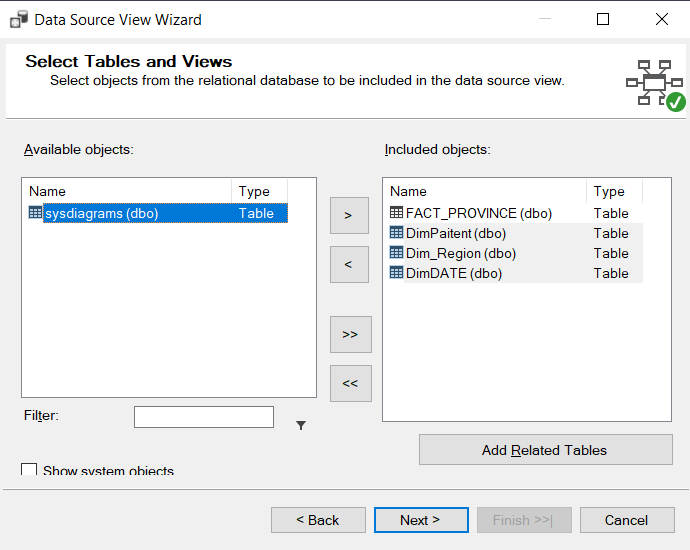 Data Source View Wizard
Select Tables and Views
Select objects from the relational database to be included in the data source view.
Available objects:
Included objects:
Name Type
sysdiagrams (dbo) Table
Name Type
FACT_PROVINCE (dbo) Table
DimPaitent (dbo) Table
Dim_Region (dbo) Table
DimDATE (dbo) Table
>
<
>>
<<
Filter:
Add Related Tables
Show system objects
< Back
Next >
Finish >>|
Cancel